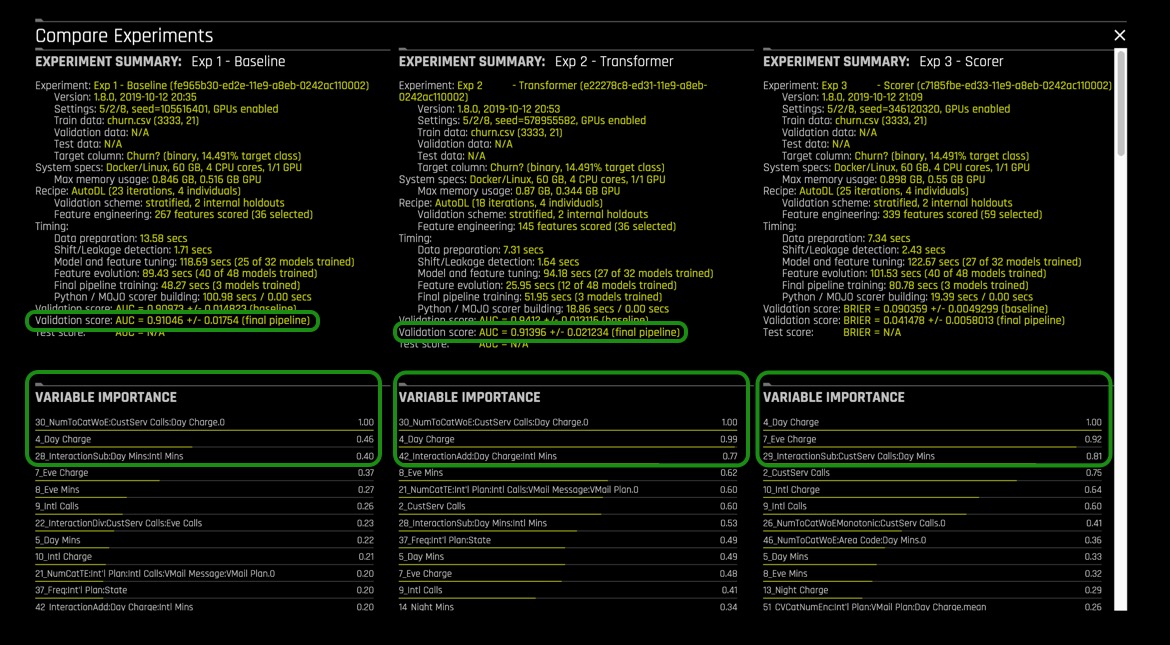 Compare Experiments
EXPERIMENT SUMMARY: Exp 1 - Baseline
Experiment: Exp 1 - Baseline (fe965b30-ed2e-11e9-a8eb-0242ac110002)
Version: 1.8.0, 2019-10-12 20:35
Settings: 5/2/8, seed=105616401, GPUs enabled
Train data: churn.csv (3333, 21)
Validation data: N/A
Test data: N/A
Target column: Churn? (binary, 14.491% target class)
System specs: Docker/Linux, 60 GB, 4 CPU cores, 1/1 GPU
Max memory usage: 0.846 GB, 0.516 GB GPU
Recipe: AutoDL (23 iterations, 4 individuals)
Validation scheme: stratified, 2 internal holdouts
Feature engineering: 267 features scored (36 selected)
Timing:
Data preparation: 13.58 secs
Shift/Leakage detection: 1.71 secs
Model and feature tuning: 118.69 secs (25 of 32 models trained)
Feature evolution: 89.43 secs (40 of 48 models trained)
Final pipeline training: 48.27 secs (3 models trained)
Python / MOJO scorer building: 100.98 secs / 0.00 secs
Validation score: AUC = 0.90973 +/- 0.014823 (baseline)
Validation score: AUC = 0.91046 +/- 0.01754 (final pipeline)
Test score: AUC = N/A
VARIABLE IMPORTANCE
30_NumToCatWoE:CustServ Calls:Day Charge.0 1.00
4_Day Charge 0.46
28_InteractionSub:Day Mins:Intl Mins 0.40
7_Eve Charge 0.37
8_Eve Mins 0.27
9_Intl Calls 0.26
22_InteractionDiv:CustServ Calls:Eve Calls 0.23
5_Day Mins 0.22
10_Intl Charge 0.21
21_NumCatTE:Int'l Plan:Intl Calls:VMail Message:VMail Plan.0 0.20
37_Freq:Int'l Plan:State 0.20
42_InteractionAdd:Day Charge:Intl Mins 0.20
EXPERIMENT SUMMARY: Exp 2 - Transformer
Experiment: Exp 2 - Transformer (e22278c8-ed31-11e9-a8eb-
0242ac110002)
Version: 1.8.0, 2019-10-12 20:53
Settings: 5/2/8, seed=578955582, GPUs enabled
Train data: churn.csv (3333, 21)
Validation data: N/A
Test data: N/A
Target column: Churn? (binary, 14.491% target class)
System specs: Docker/Linux, 60 GB, 4 CPU cores, 1/1 GPU
Max memory usage: 0.87 GB, 0.344 GB GPU
Recipe: AutoDL (18 iterations, 4 individuals)
Validation scheme: stratified, 2 internal holdouts
Feature engineering: 145 features scored (36 selected)
Timing:
Data preparation: 7.31 secs
Shift/Leakage detection: 1.64 secs
Model and feature tuning: 94.18 secs (27 of 32 models trained)
Feature evolution: 25.95 secs (12 of 48 models trained)
Final pipeline training: 51.95 secs (3 models trained)
Python / MOJO scorer building: 18.86 secs / 0.00 secs
Validation score: AUC = (baseline)
Validation score: AUC = 0.91396 +/- 0.021234 (final pipeline)
Test score: AUC = N/A
VARIABLE IMPORTANCE
30_NumToCatWoE:CustServ Calls:Day Charge.0 1.00
4_Day Charge 0.99
42_InteractionAdd:Day Charge:Intl Mins 0.77
8_Eve Mins 0.62
21_NumCatTE:Int'l Plan:Intl Calls:VMail Message:VMail Plan.0 0.60
2_CustServ Calls 0.60
28_InteractionSub:Day Mins:Intl Mins 0.53
37_Freq:Int'l Plan:State 0.49
5_Day Mins 0.49
7_Eve Charge 0.48
9_Intl Calls 0.41
14_Night Mins 0.34
EXPERIMENT SUMMARY: Exp 3 - Scorer
Experiment: Exp 3 - Scorer (c7185fbe-ed33-11e9-a8eb-0242ac110002)
Version: 1.8.0, 2019-10-12 21:09
Settings: 5/2/8, seed=346120320, GPUs enabled
Train data: churn.csv (3333, 21)
Validation data: N/A
Test data: N/A
Target column: Churn? (binary, 14.491% target class)
System specs: Docker/Linux, 60 GB, 4 CPU cores, 1/1 GPU
Max memory usage: 0.898 GB, 0.55 GB GPU
Recipe: AutoDL (25 iterations, 4 individuals)
Validation scheme: stratified, 2 internal holdouts
Feature engineering: 339 features scored (59 selected)
Timing:
Data preparation: 7.34 secs
Shift/Leakage detection: 2.43 secs
Model and feature tuning: 122.67 secs (27 of 32 models trained)
Feature evolution: 101.53 secs (40 of 48 models trained)
Final pipeline training: 80.78 secs (3 models trained)
Python / MOJO scorer building: 19.39 secs / 0.00 secs
Validation score: BRIER = 0.090359 +/- 0.0049299 (baseline)
Validation score: BRIER = 0.041478 +/- 0.0058013 (final pipeline)
Test score: BRIER = N/A
VARIABLE IMPORTANCE
4_Day Charge 1.00
7_Eve Charge 0.92
29_InteractionSub:CustServ Calls:Day Mins 0.81
2_CustServ Calls 0.75
10_Intl Charge 0.64
9_Intl Calls 0.60
26_NumToCatWoEMonotonic:CustServ Calls.0 0.41
46_NumToCatWoE:Area Code:Day Mins.0 0.36
5_Day Mins 0.33
8_Eve Mins 0.32
13_Night Charge 0.29
51_CVCatNumEnc:Int'l Plan:VMail Plan:Day Charge.mean 0.26